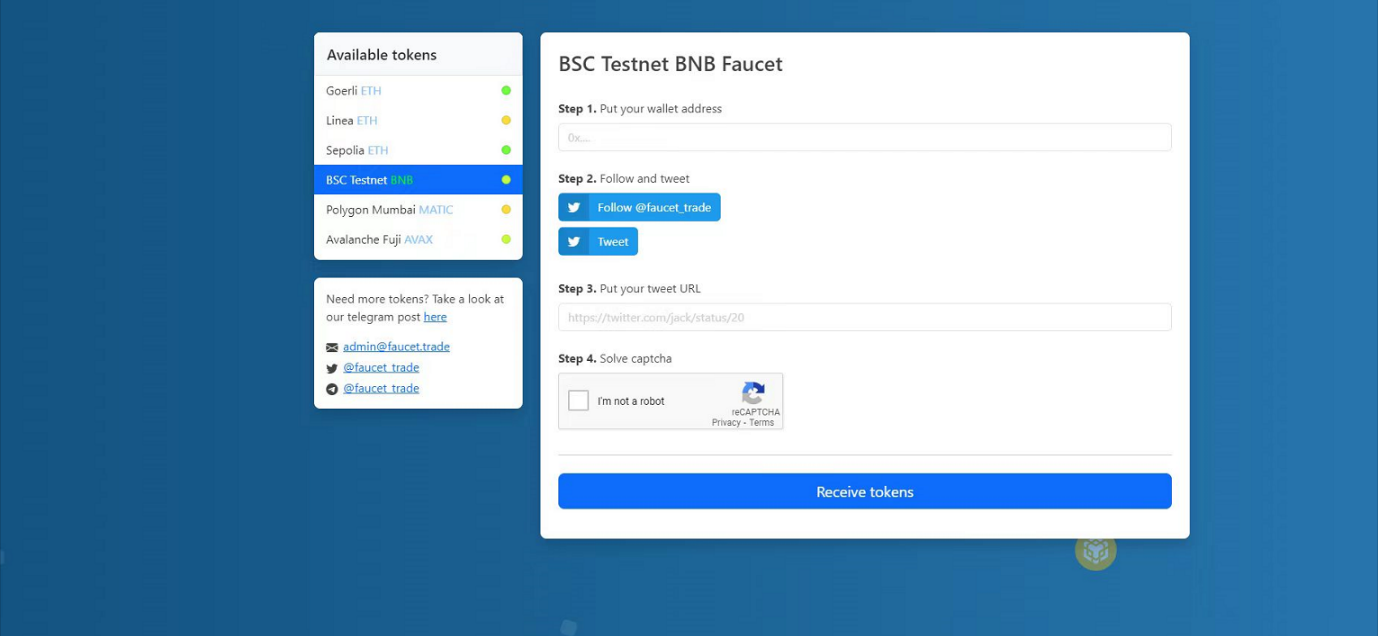 Available tokens
Goerli ETH
Linea ETH
Sepolia ETH
BSC Testnet BNB
Polygon Mumbai MATIC
Avalanche Fuji AVAX
Need more tokens? Take a look at
our telegram post here
admin@faucet.trade
@faucet_trade
@faucet_trade
BSC Testnet BNB Faucet
Step 1. Put your wallet address
0x...
Step 2. Follow and tweet
Follow @faucet_trade
Tweet
Step 3. Put your tweet URL
https://twitter.com/jack/status/20
Step 4. Solve captcha
I'm not a robot
reCAPTCHA
Privacy - Terms
Receive tokens